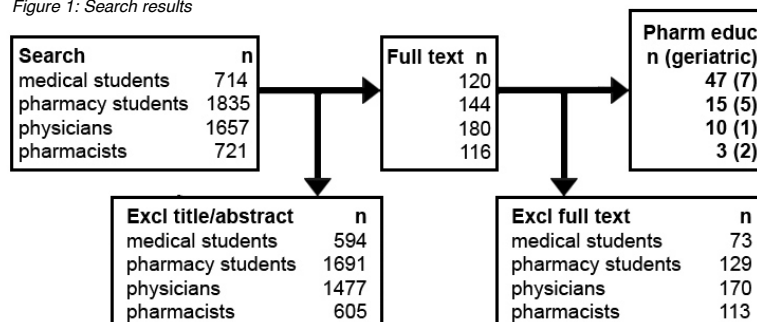 Figure 1: Search results
Search n
medical students 714
pharmacy students 1835
physicians 1657
pharmacists 721
Full text n
120
144
180
116
Pharm educ
n (geriatric)
47 (7)
15 (5)
10 (1)
3 (2)
Excl title/abstract n
medical students 594
pharmacy students 1691
physicians 1477
pharmacists 605
Excl full text n
medical students 73
pharmacy students 129
physicians 170
pharmacists 113